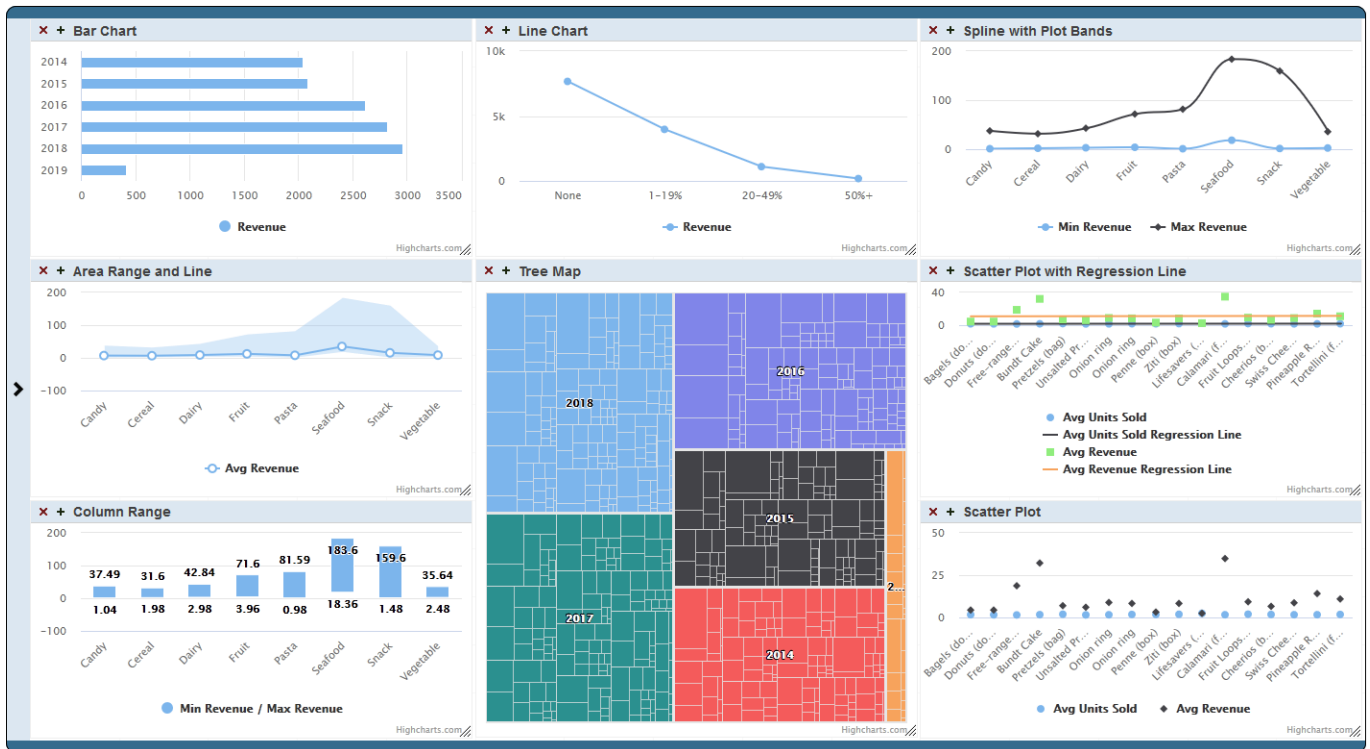 Bar Chart
2014
2015
2016
2017
2018
2019
0 500 1000 1500 2000 2500 3000 3500
Revenue
Highcharts.com
Line Chart
10k
5k
0
None 1-19% 20-49% 50%+
Revenue
Highcharts.com
Spline with Plot Bands
200
100
0
Candy Cereal Dairy Fruit Pasta Seafood Snack Vegetable
Min Revenue Max Revenue
Highcharts.com
Area Range and Line
200
100
0
-100
Candy Cereal Dairy Fruit Pasta Seafood Snack Vegetable
Avg Revenue
Highcharts.com
Tree Map
2018
2016
2015
2...
2017
2014
Highcharts.com
Scatter Plot with Regression Line
40
0
Bagels (do... Donuts (do... Free-range... Bundt Cake Pretzels (bag) Unsalted Pr... Onion ring Onion ring Penne (box) Ziti (box) Lifesavers (... Calamari (f... Fruit Loops... Cheerios (b... Swiss Chee... Pineapple R... Tortellini (f...
Avg Units Sold
Avg Units Sold Regression Line
Avg Revenue
Avg Revenue Regression Line
Highcharts.com
Column Range
200
100
0
-100
37.49 31.6 42.84 71.6 81.59 183.6 159.6 35.64
1.04 1.98 2.98 3.96 0.98 18.36 1.48 2.48
Candy Cereal Dairy Fruit Pasta Seafood Snack Vegetable
Min Revenue / Max Revenue
Highcharts.com
Scatter Plot
50
25
0
Bagels (do... Donuts (do... Free-range... Bundt Cake Pretzels (bag) Unsalted Pr... Onion ring Onion ring Penne (box) Ziti (box) Lifesavers (... Calamari (f... Fruit Loops... Cheerios (b... Swiss Chee... Pineapple R... Tortellini (f...
Avg Units Sold Avg Revenue
Highcharts.com